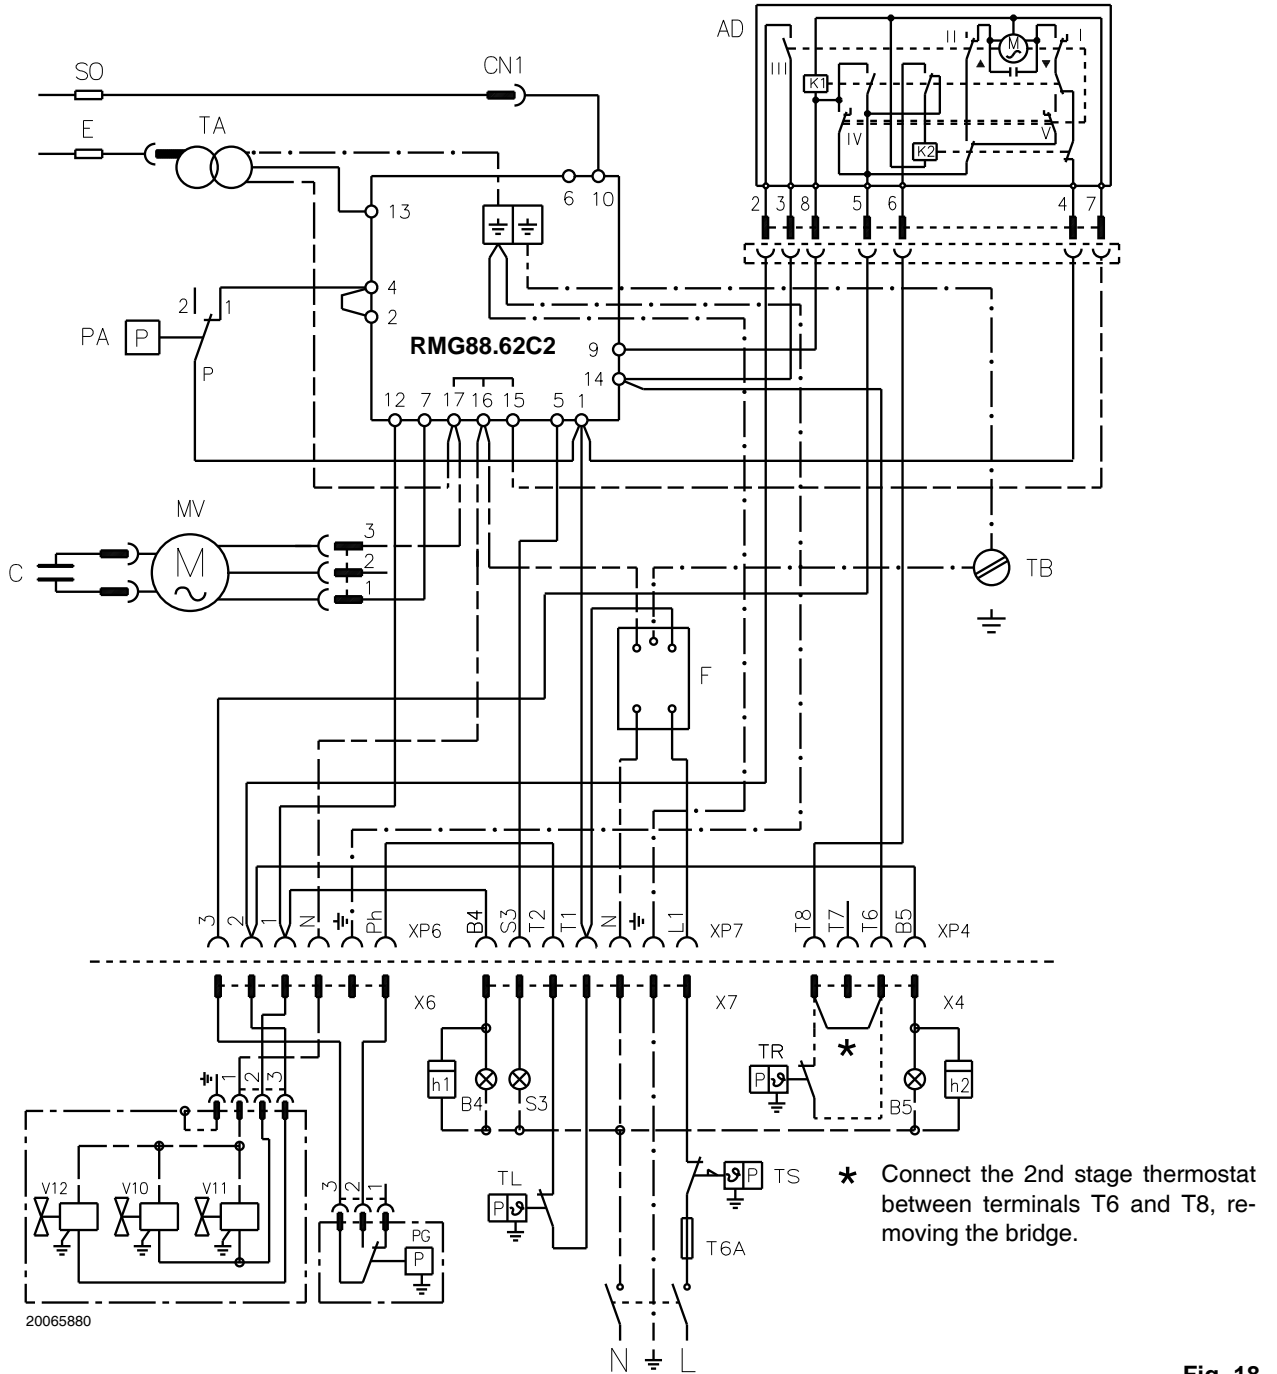 AD
SO
CN1
E
TA
II
M
I
III
K1
IV
V
K2
6
10
2
3
8
5
6
4
7
13
4
2
2
1
PA
P
P
RMG88.62C2
9
14
12
7
17
16
15
5
1
MV
C
M
3
2
1
TB
F
3
2
1
N
Ph
XP6
B4
S3
T2
T1
N
L1
XP7
T8
T7
T6
B5
XP4
X6
X7
X4
*
h1
B4
S3
TR
P
B5
h2
1
2
3
V12
V10
V11
3
2
1
PG
P
TL
P
P
TS
T6A
* Connect the 2nd stage thermostat
between terminals T6 and T8, re-
moving the bridge.
20065880
N
L
Fig. 18